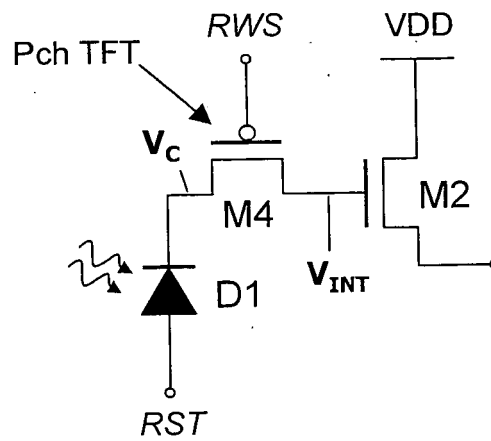 RWS
VDD
Pch TFT
VC
M4
M2
VINT
D1
RST